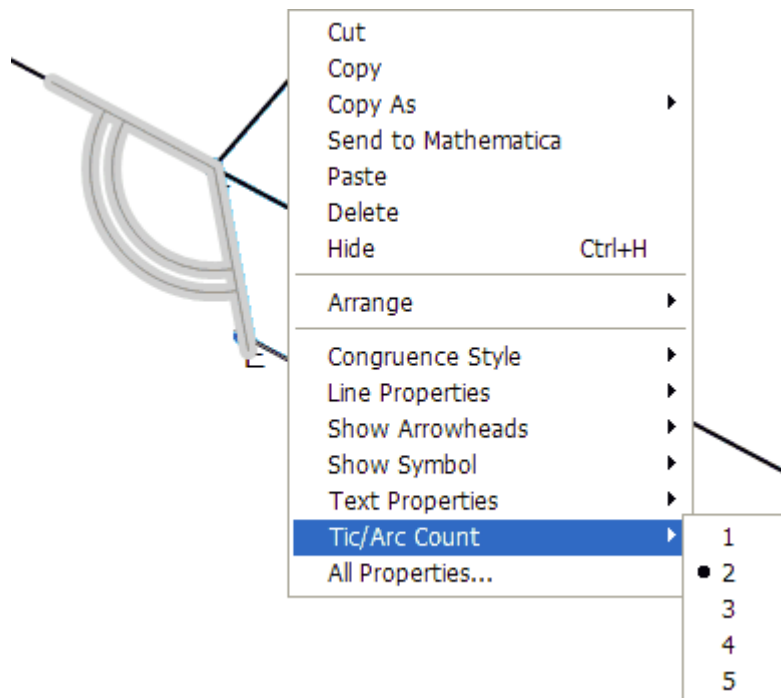 Cut
Copy
Copy As
Send to Mathematica
Paste
Delete
Hide Ctrl+H
Arrange
Congruence Style
Line Properties
Show Arrowheads
Show Symbol
Text Properties
Tic/Arc Count
All Properties...
1
2
3
4
5